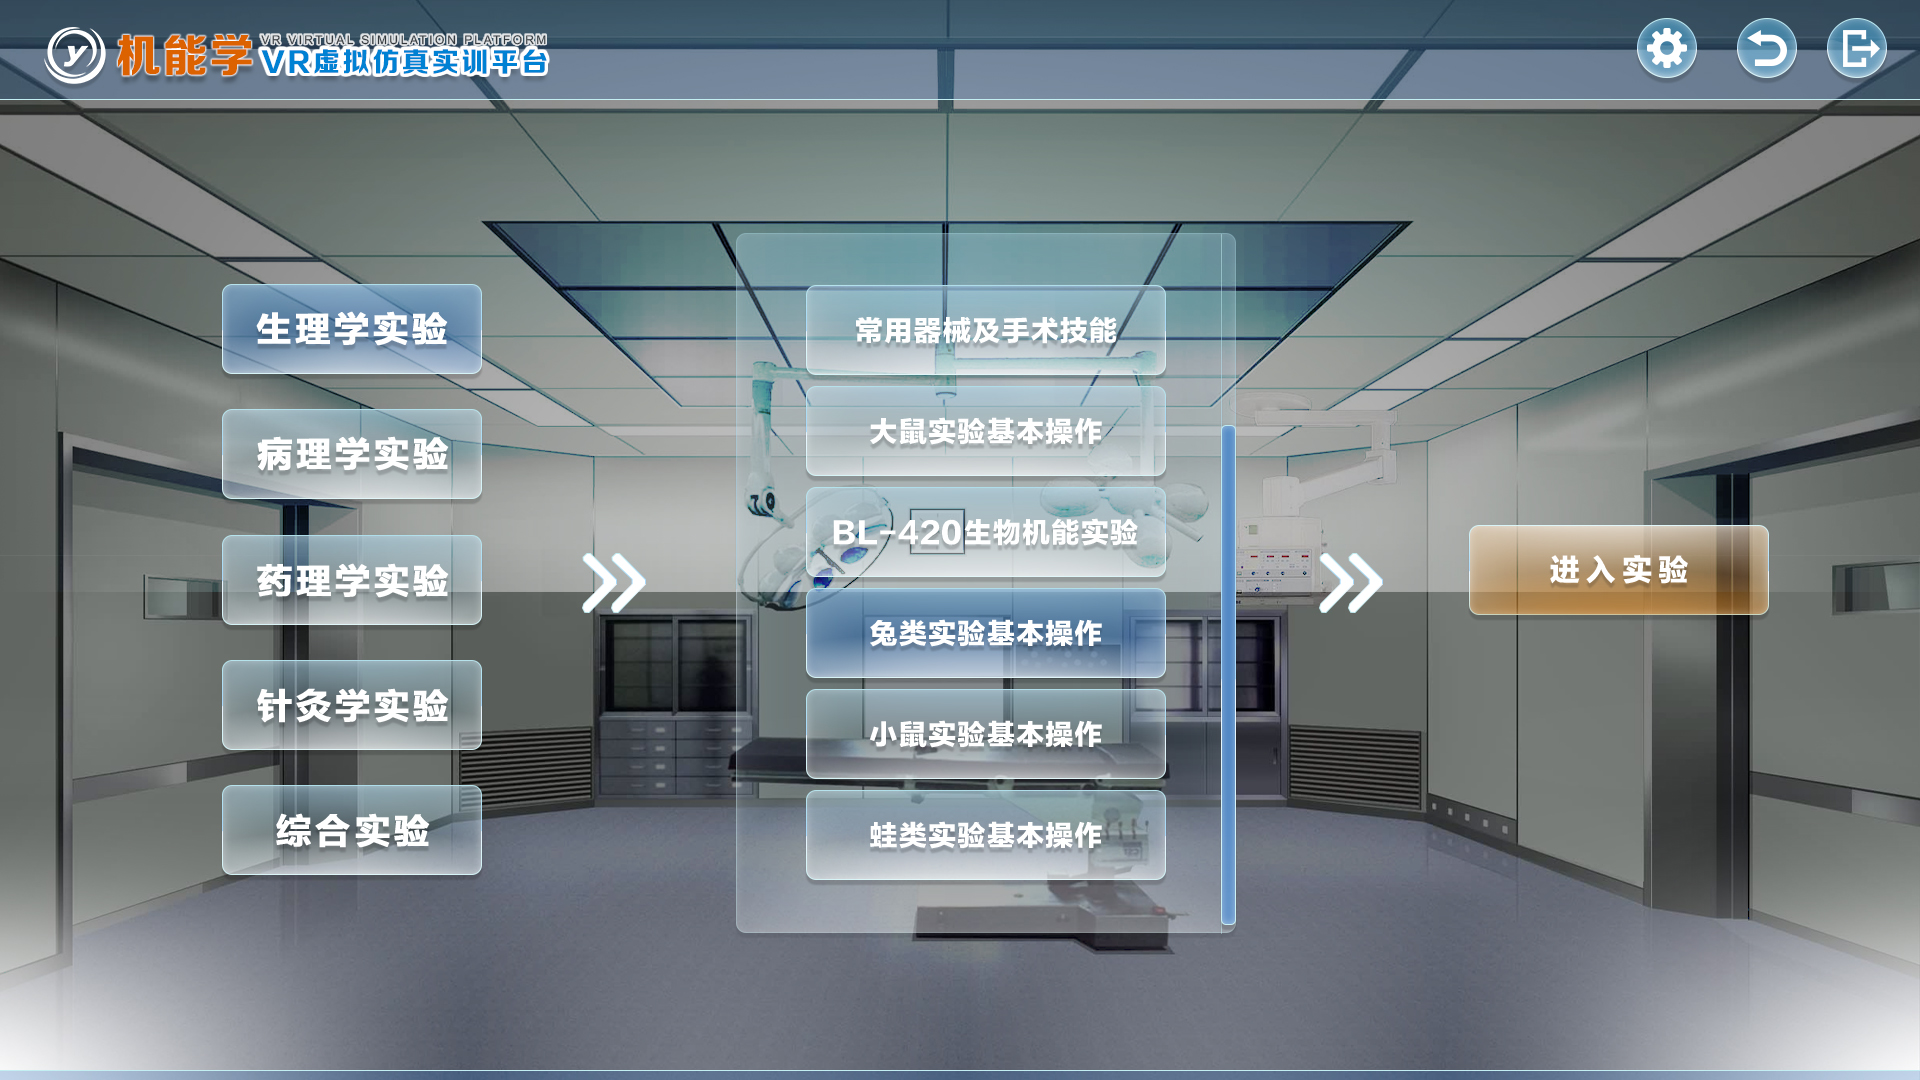 机能学
VR VIRTUAL SIMULATION PLATFORM
VR虚拟仿真实训平台
生理学实验
病理学实验
药理学实验
针灸学实验
综合实验
常用器械及手术技能
大鼠实验基本操作
BL-420生物机能实验
兔类实验基本操作
小鼠实验基本操作
蛙类实验基本操作
进入实验